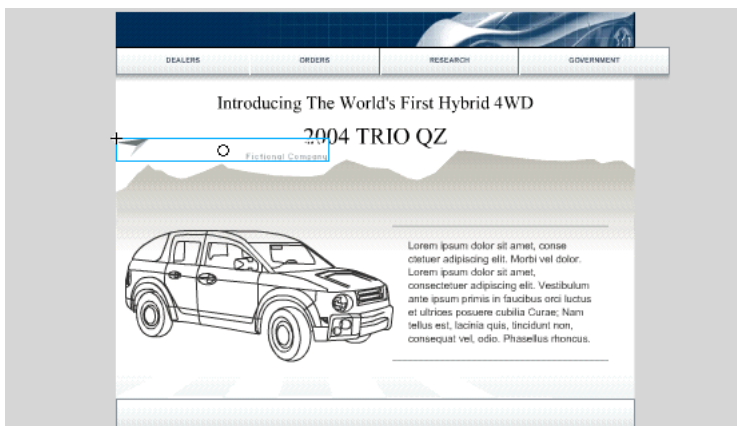 DEALERS
ORDERS
RESEARCH
GOVERNMENT
Introducing The World's First Hybrid 4WD
2004 TRIO QZ
Fictional Company
Lorem ipsum dolor sit amet, conse
ctetuer adipiscing elit. Morbi vel dolor.
Lorem ipsum dolor sit amet,
consectetuer adipiscing elit. Vestibulum
ante ipsum primis in faucibus orci luctus
et ultrices posuere cubilia Curae; Nam
tellus est, lacinia quis, tincidunt non,
consequat vel, odio. Phasellus rhoncus.